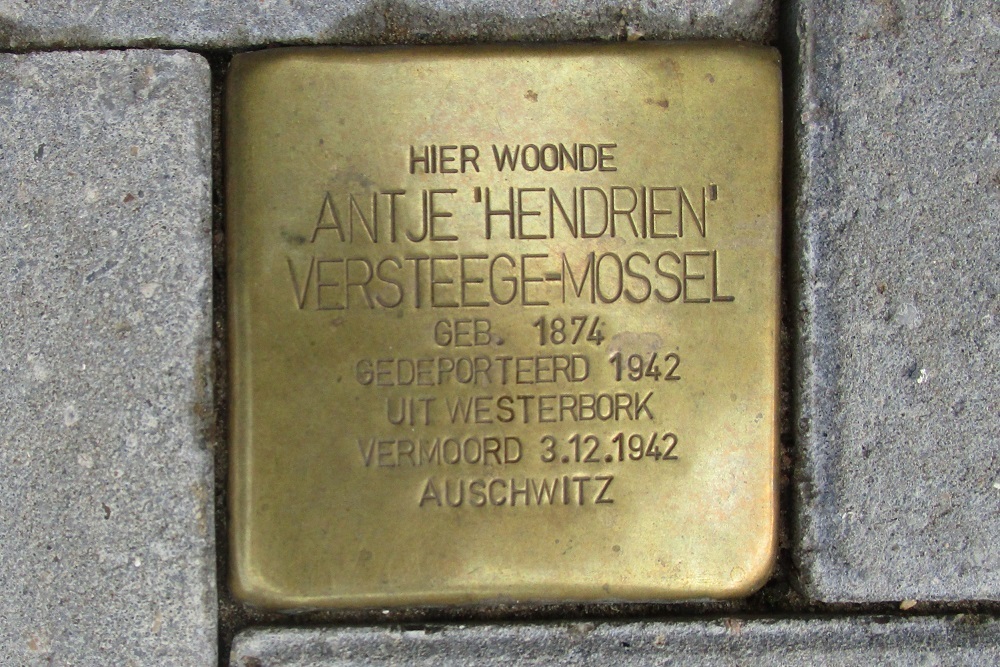 HIER WOONDE
ANTJE 'HENDRIEN'
VERSTEEGE-MOSSEL
GEB. 1874
GEDEPORTEERD 1942
UIT WESTERBORK
VERMOORD 3.12.1942
AUSCHWITZ